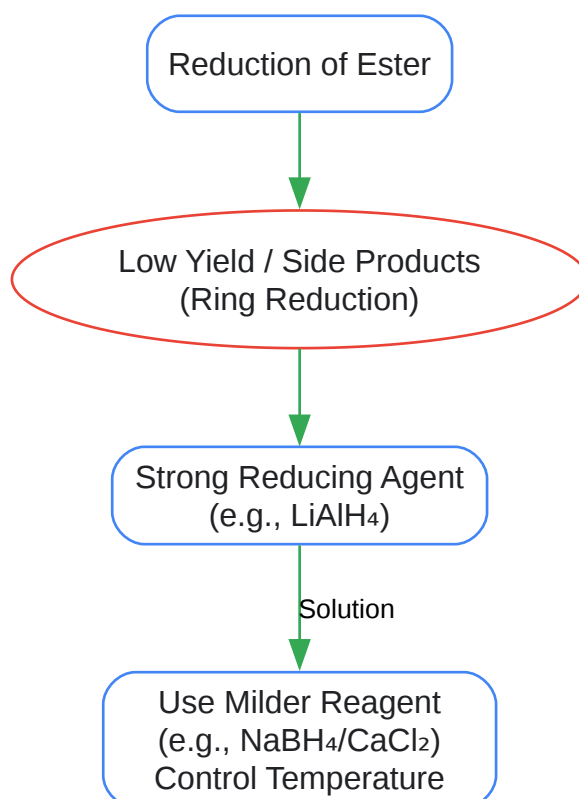 Reduction of Ester
Low Yield / Side Products
(Ring Reduction)
Strong Reducing Agent
(e.g., LiAlH₄)
Solution
Use Milder Reagent
(e.g., NaBH₄/CaCl₂)
Control Temperature